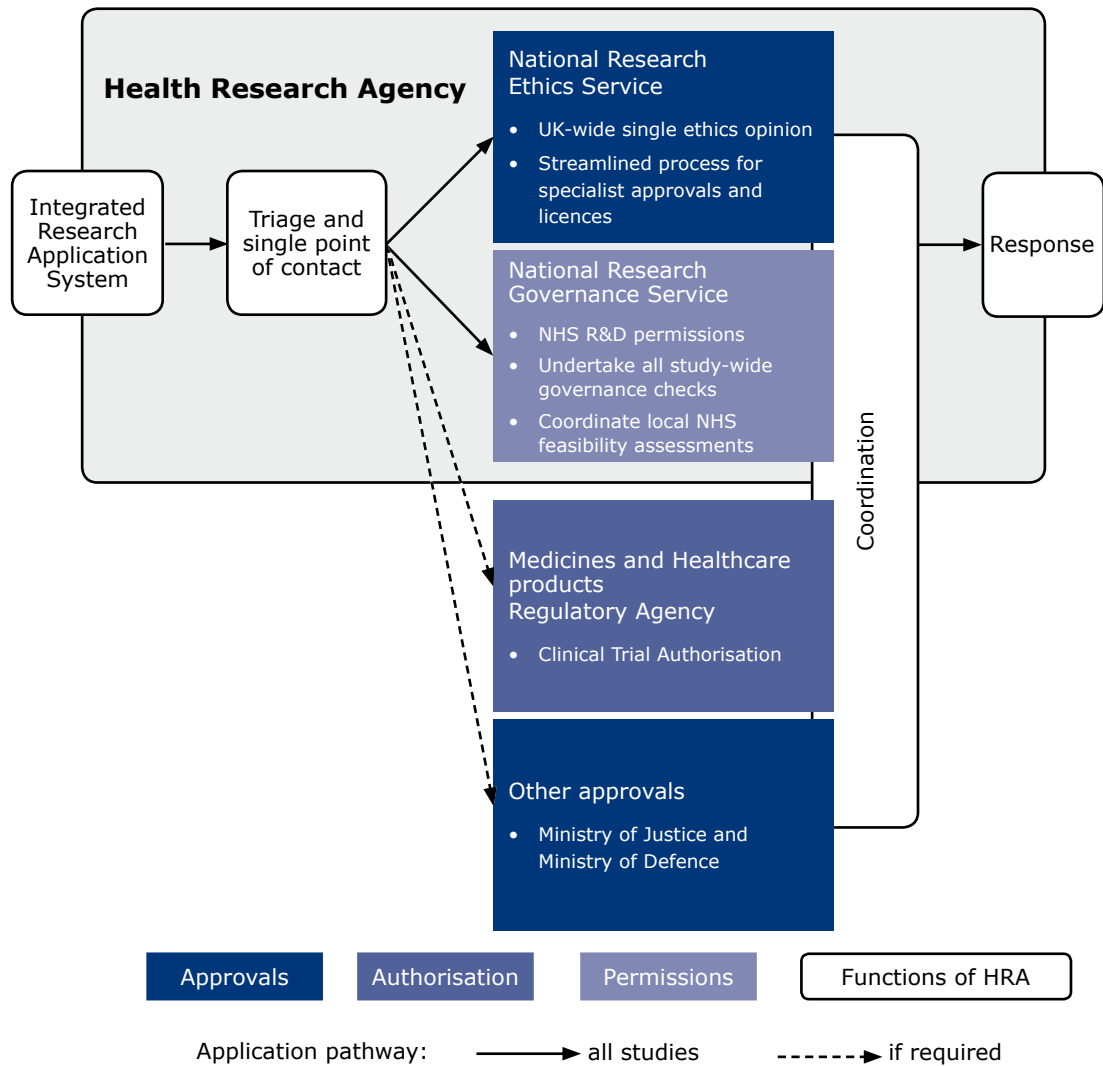 Health Research Agency
Integrated
Research
Application
System
Triage and
single point
of contact
National Research
Ethics Service
• UK-wide single ethics opinion
• Streamlined process for
specialist approvals and
licences
National Research
Governance Service
• NHS R&D permissions
• Undertake all study-wide
governance checks
• Coordinate local NHS
feasibility assessments
Medicines and Healthcare
products
Regulatory Agency
• Clinical Trial Authorisation
Other approvals
• Ministry of Justice and
Ministry of Defence
Coordination
Response
Approvals
Authorisation
Permissions
Functions of HRA
Application pathway:
all studies
if required